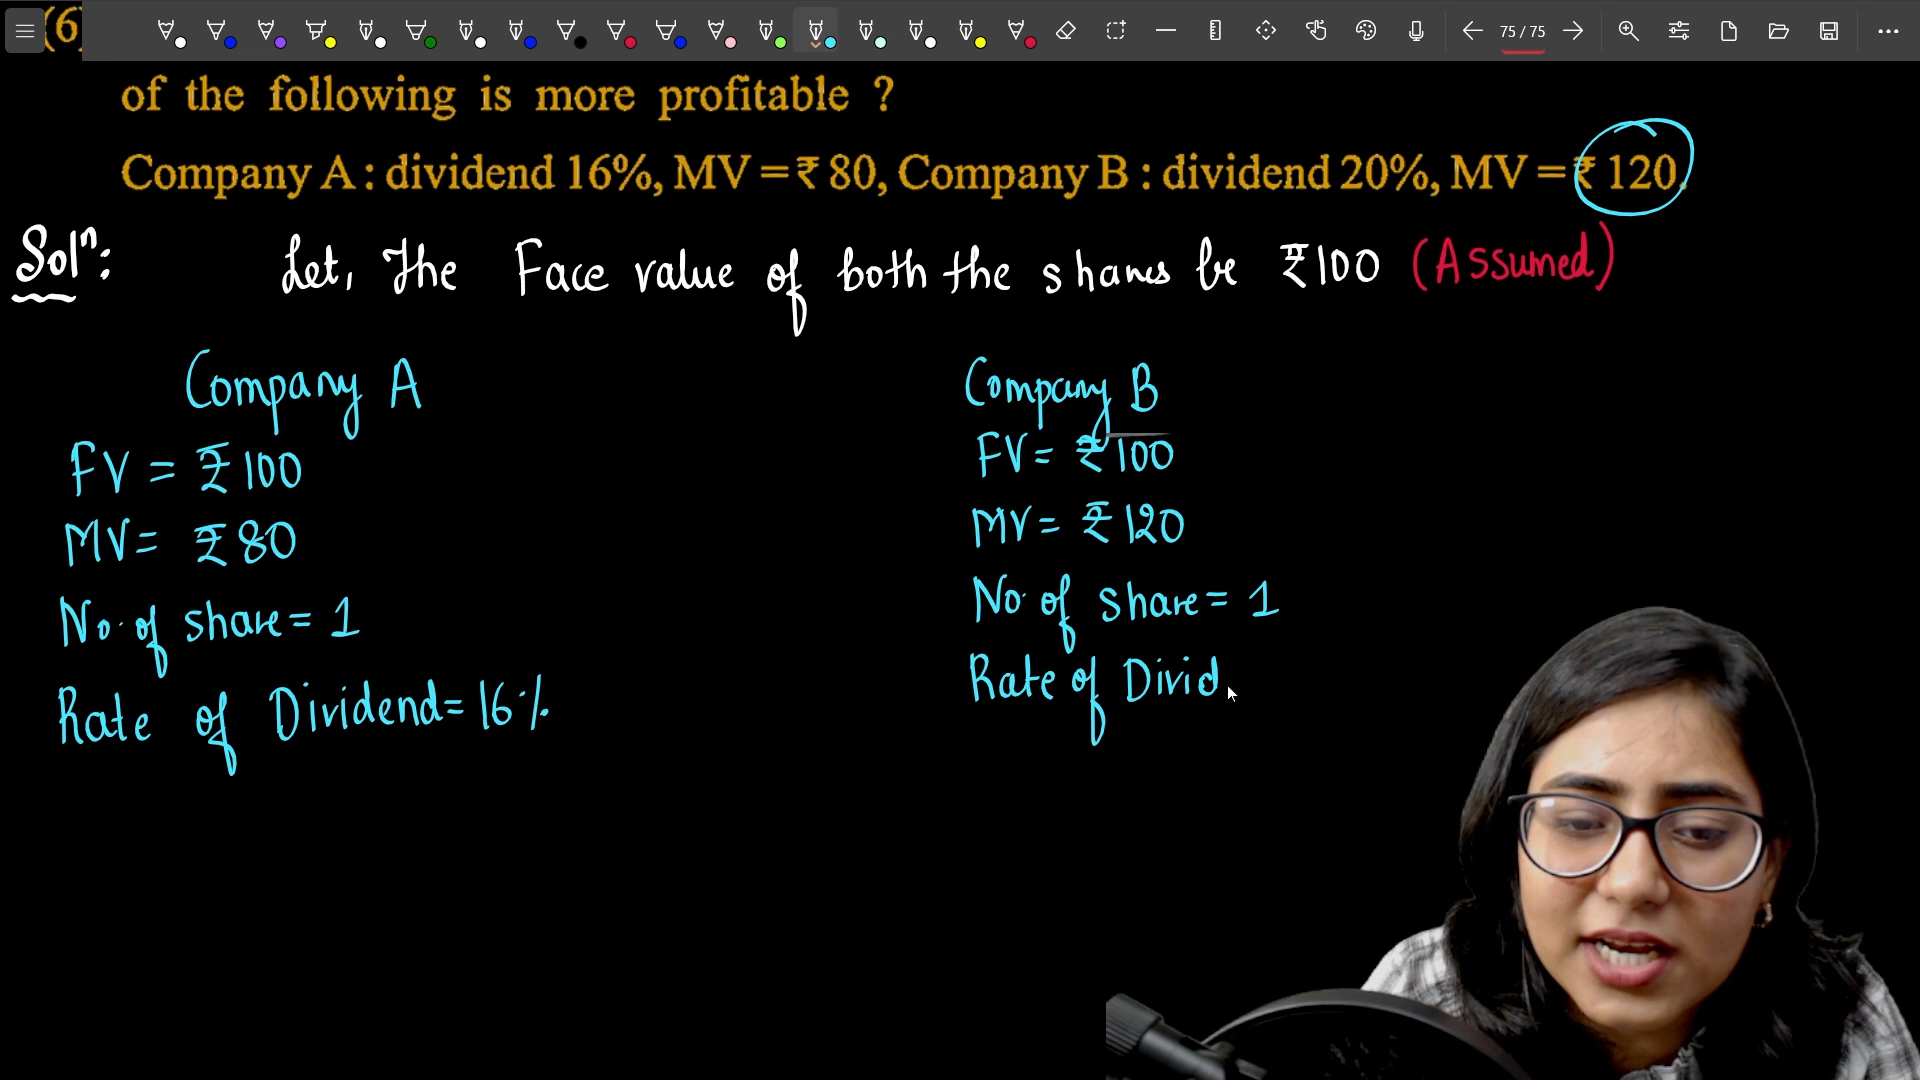 (6)
75 / 75
of the following is more profitable ?
Company A : dividend 16%, MV = ₹ 80, Company B : dividend 20%, MV = ₹ 120.
Solⁿ: Let, The Face value of both the shares be ₹100 (Assumed)
Company A
FV = ₹100
MV= ₹80
No. of share= 1
Rate of Dividend= 16%
Company B
FV= ₹100
MV= ₹120
No. of share= 1
Rate of Divid